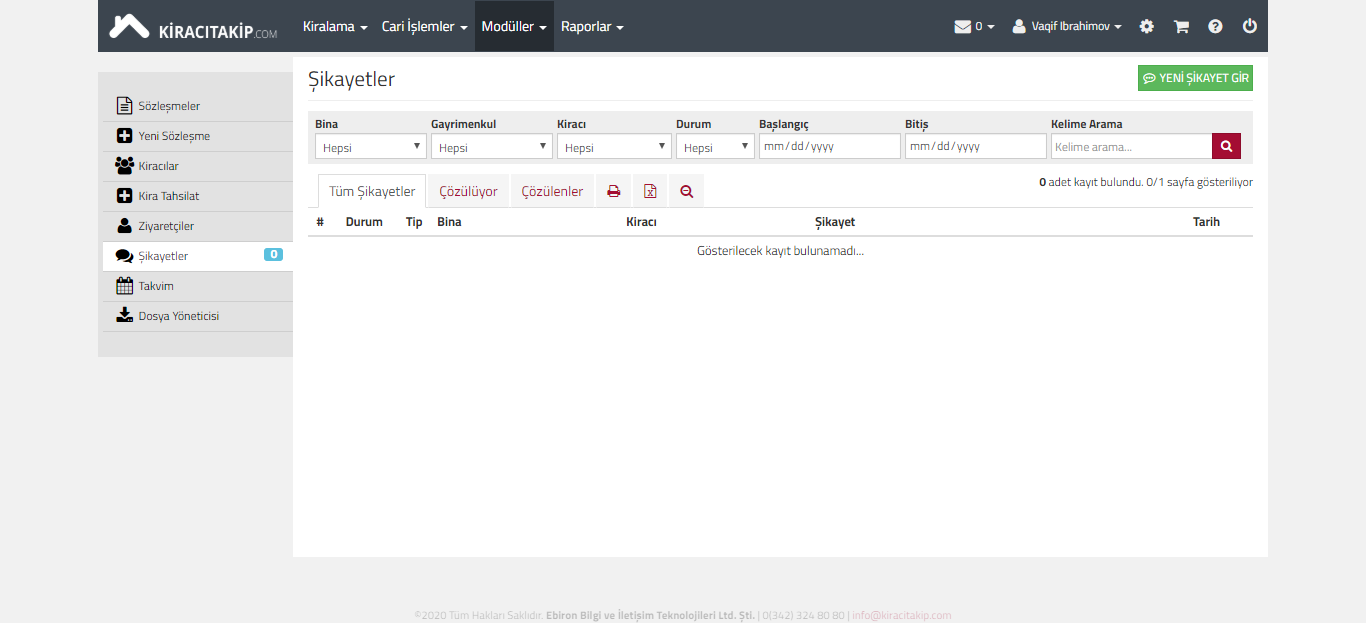 KİRACITAKİP.COM Kiralama Cari İşlemler Modüller Raporlar 0 Vaqif Ibrahimov
Sözleşmeler
Yeni Sözleşme
Kiracılar
Kira Tahsilat
Ziyaretçiler
Şikayetler 0
Takvim
Dosya Yöneticisi
Şikayetler YENİ ŞİKAYET GİR
Bina Gayrimenkul Kiracı Durum Başlangıç Bitiş Kelime Arama
Hepsi Hepsi Hepsi Hepsi mm/dd/yyyy mm/dd/yyyy Kelime arama...
Tüm Şikayetler Çözülüyor Çözülenler 0 adet kayıt bulundu. 0/1 sayfa gösteriliyor
# Durum Tip Bina Kiracı Şikayet Tarih
Gösterilecek kayıt bulunamadı...
©2020 Tüm Hakları Saklıdır. Ebiron Bilgi ve İletişim Teknolojileri Ltd. Şti. | 0(342) 324 80 80 | info@kiracitakip.com